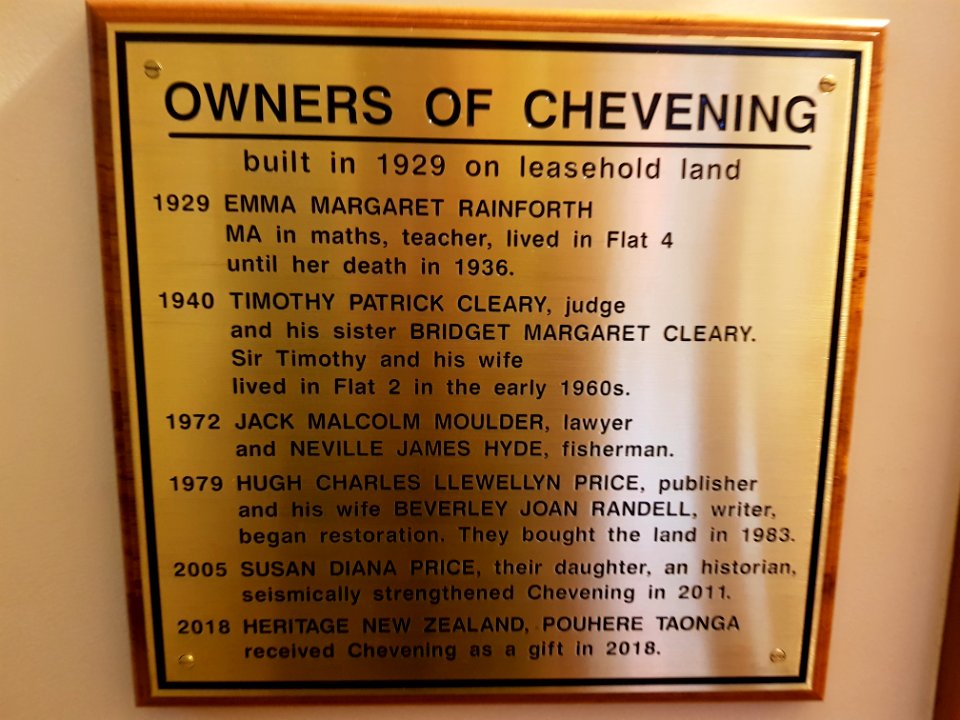 OWNERS OF CHEVENING
built in 1929 on leasehold land
1929 EMMA MARGARET RAINFORTH
MA in maths, teacher, lived in Flat 4
until her death in 1936.
1940 TIMOTHY PATRICK CLEARY, judge
and his sister BRIDGET MARGARET CLEARY.
Sir Timothy and his wife
lived in Flat 2 in the early 1960s.
1972 JACK MALCOLM MOULDER, lawyer
and NEVILLE JAMES HYDE, fisherman.
1979 HUGH CHARLES LLEWELLYN PRICE, publisher
and his wife BEVERLEY JOAN RANDELL, writer,
began restoration. They bought the land in 1983.
2005 SUSAN DIANA PRICE, their daughter, an historian,
seismically strengthened Chevening in 2011.
2018 HERITAGE NEW ZEALAND, POUHERE TAONGA
received Chevening as a gift in 2018.